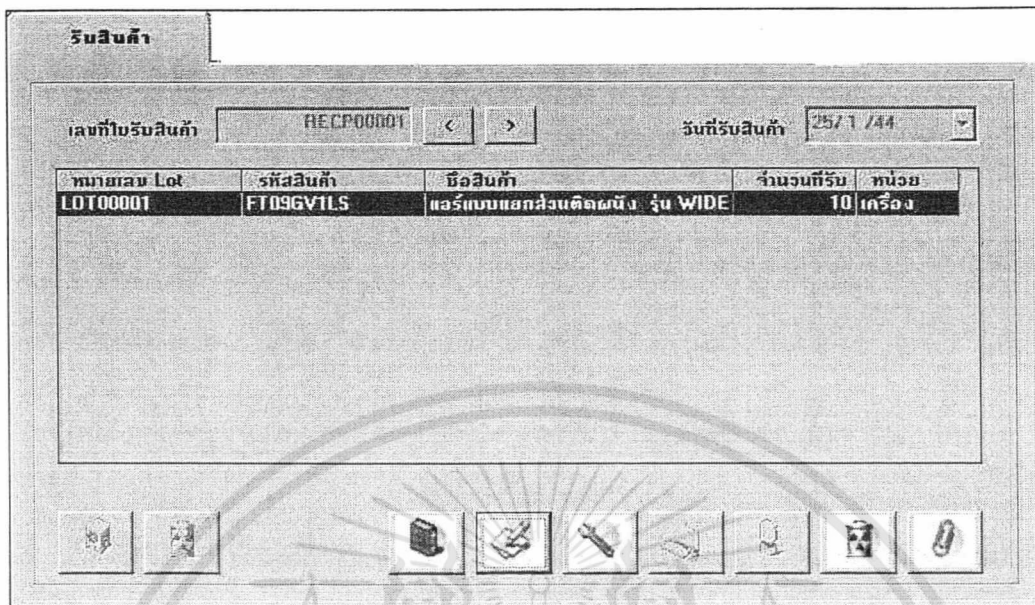 รับสินค้า
เลขที่ใบรับสินค้า RECP00001 < > วันที่รับสินค้า 25/ 1 /44
หมายเลข Lot รหัสสินค้า ชื่อสินค้า จำนวนที่รับ หน่วย
LOT00001 FT09GV1LS แอร์แบบแยกส่วนติดผนัง รุ่น WIDE 10 เครื่อง